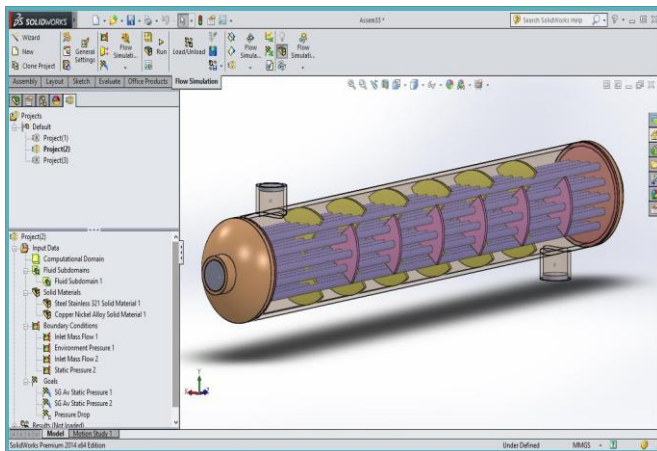 SOLIDWORKS
Assem33 *
Search SolidWorks Help
Wizard
New
Clone Project
General Settings
Flow Simulati...
Run
Load/Unload
Flow Simula...
Flow Simulati...
Assembly Layout Sketch Evaluate Office Products Flow Simulation
Projects
Default
Project(1)
Project(2)
Project(3)
Project(2)
Input Data
Computational Domain
Fluid Subdomains
Fluid Subdomain 1
Solid Materials
Steel Stainless 321 Solid Material 1
Copper Nickel Alloy Solid Material 1
Boundary Conditions
Inlet Mass Flow 1
Environment Pressure 1
Inlet Mass Flow 2
Static Pressure 2
Goals
SG Av Static Pressure 1
SG Av Static Pressure 2
Pressure Drop
Results (Not loaded)
Model Motion Study 1
SolidWorks Premium 2014 x64 Edition
Under Defined MMGS